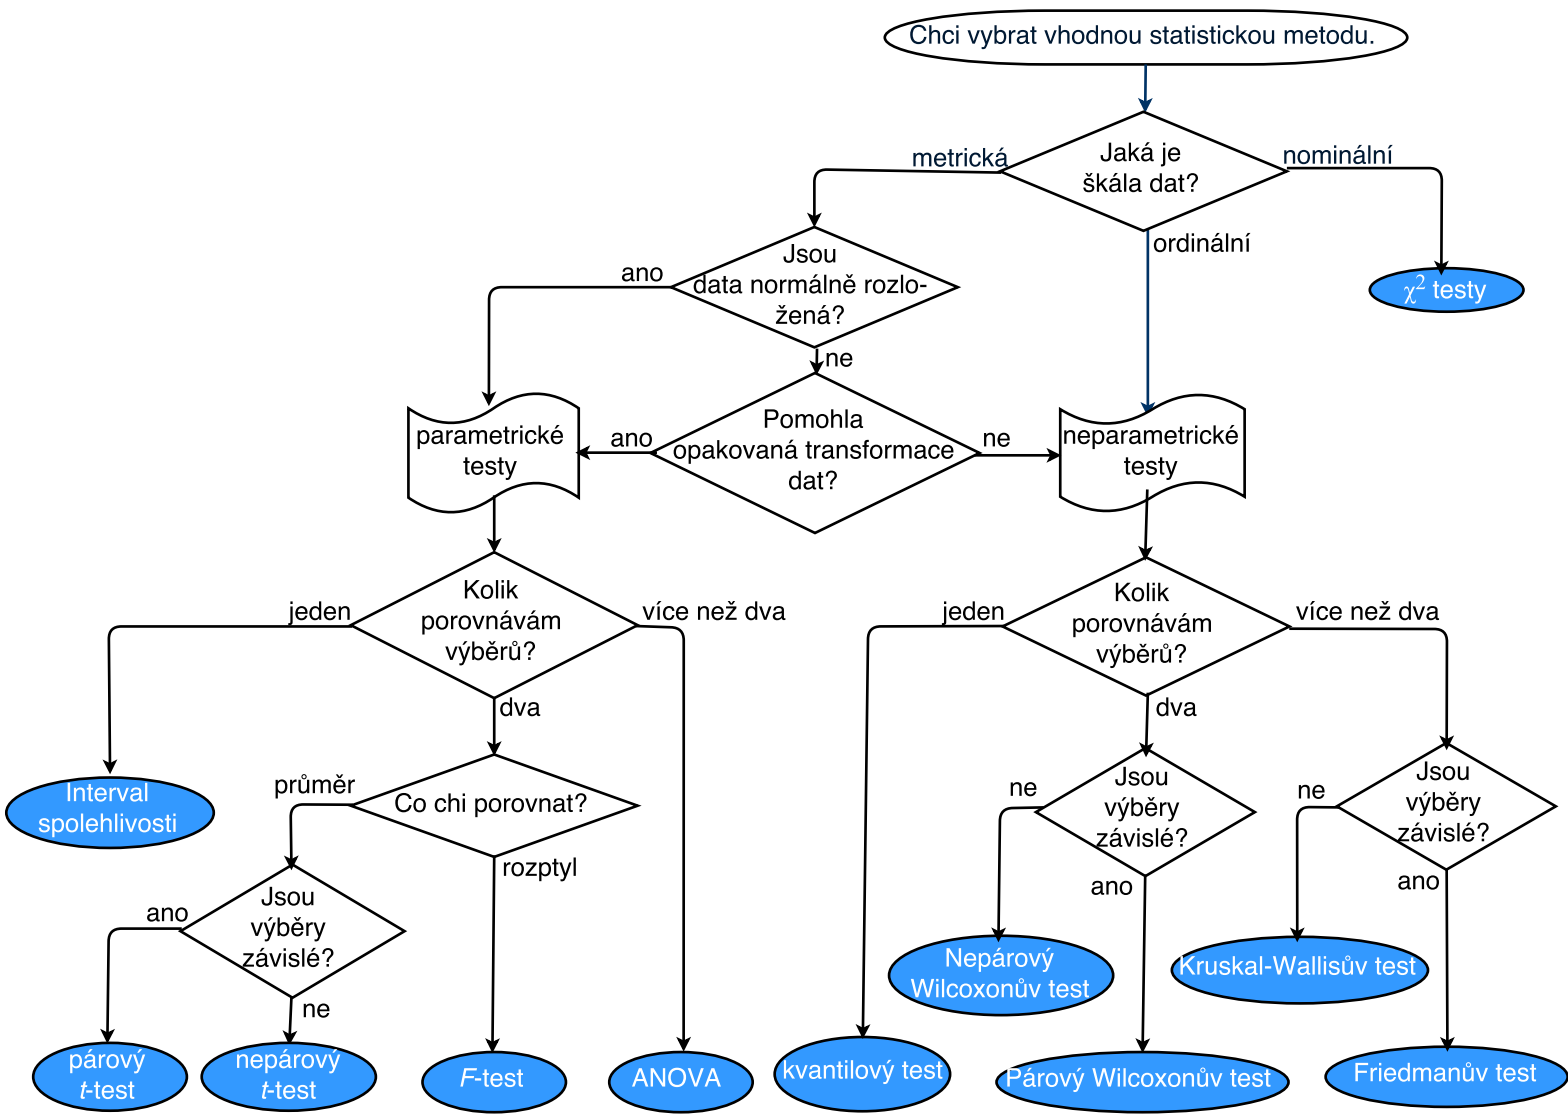 Chci vybrat vhodnou statistickou metodu.
Jaká je
škála dat?
metrická
nominální
ordinální
χ² testy
Jsou
data normálně rozlo-
žená?
ano
ne
Pomohla
opakovaná transformace
dat?
ano
ne
parametrické
testy
neparametrické
testy
Kolik
porovnávám
výběrů?
jeden
více než dva
dva
Kolik
porovnávám
výběrů?
jeden
více než dva
dva
Interval
spolehlivosti
Co chi porovnat?
průměr
rozptyl
Jsou
výběry
závislé?
ne
ano
Jsou
výběry
závislé?
ne
ano
Jsou
výběry
závislé?
ano
ne
Nepárový
Wilcoxonův test
Kruskal-Wallisův test
párový
t-test
nepárový
t-test
F-test
ANOVA
kvantilový test
Párový Wilcoxonův test
Friedmanův test